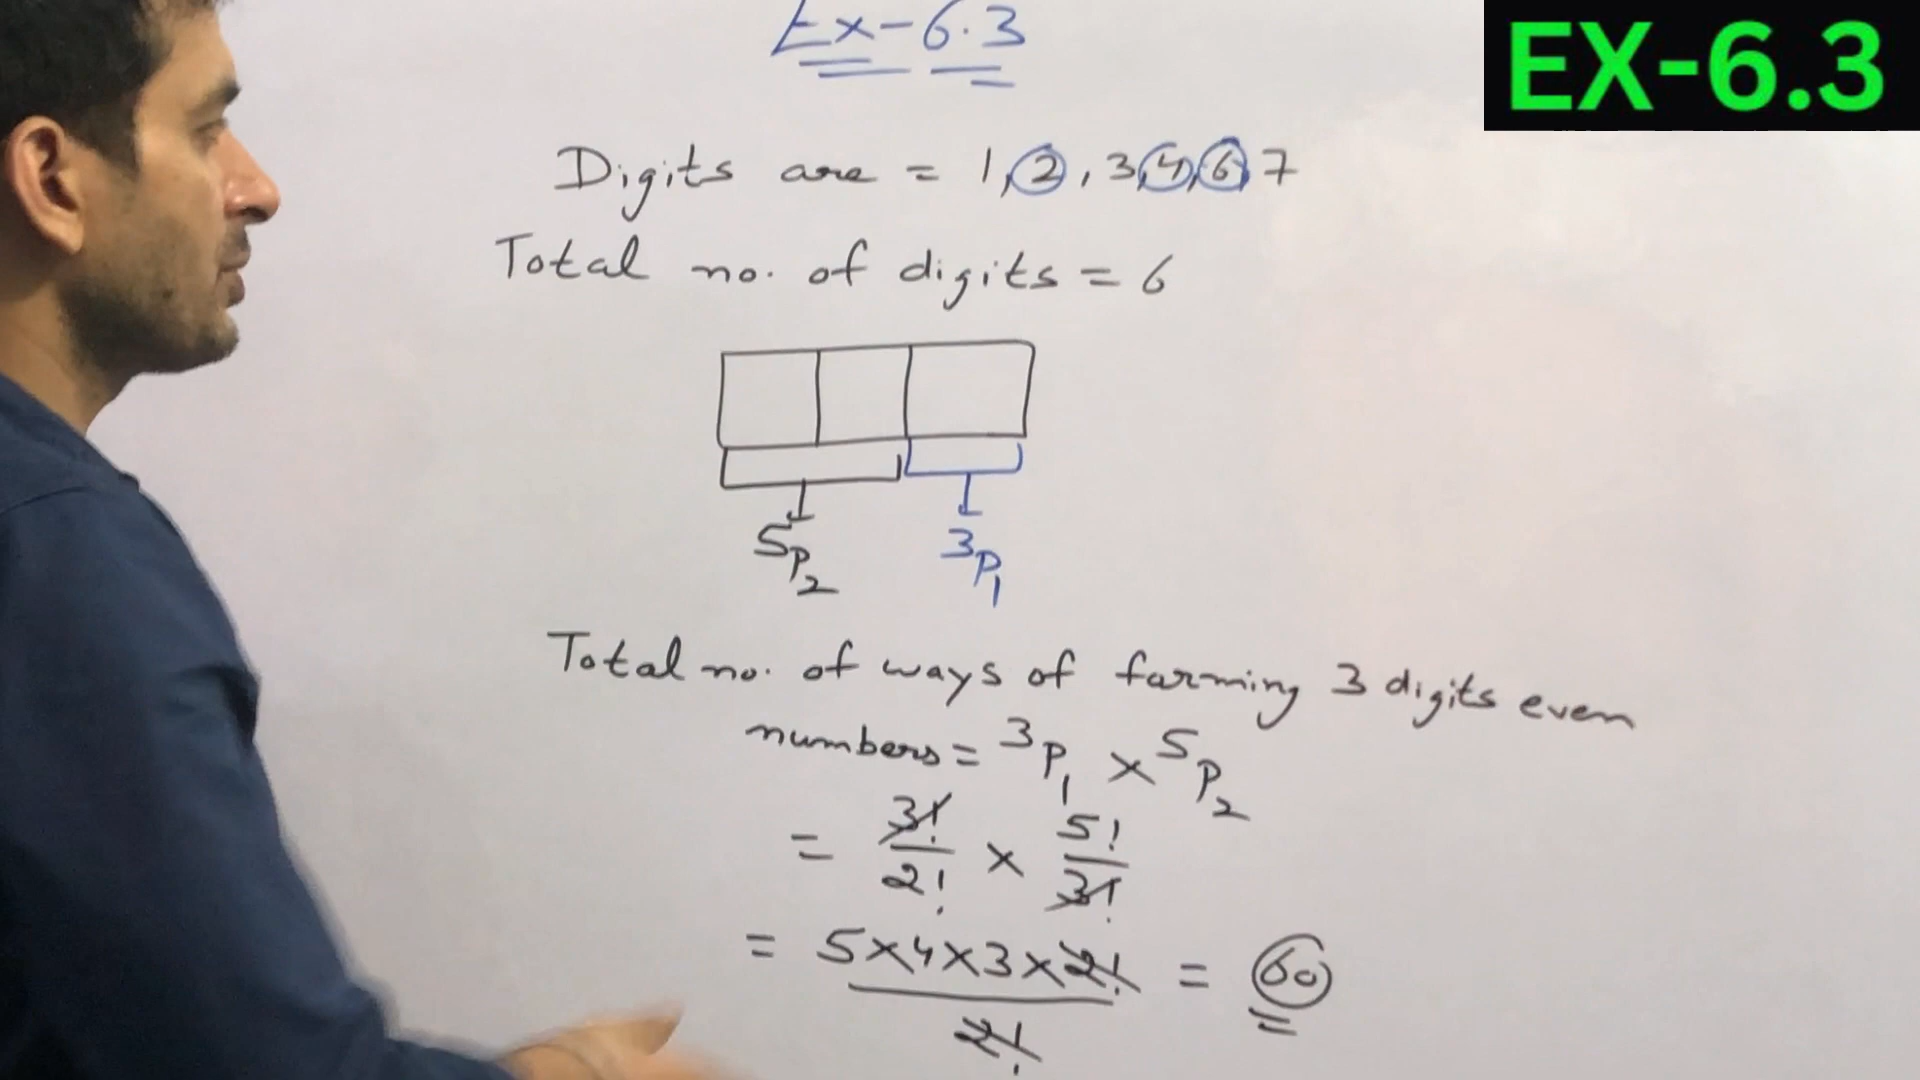 Ex-6.3
EX-6.3
Digits are = 1, 2, 3, 4, 6, 7
Total no. of digits = 6
5P2 3P1
Total no. of ways of forming 3 digits even
numbers = 3P1 × 5P2
= 3!/2! × 5!/3!
= 5×4×3×2!/2! = 60